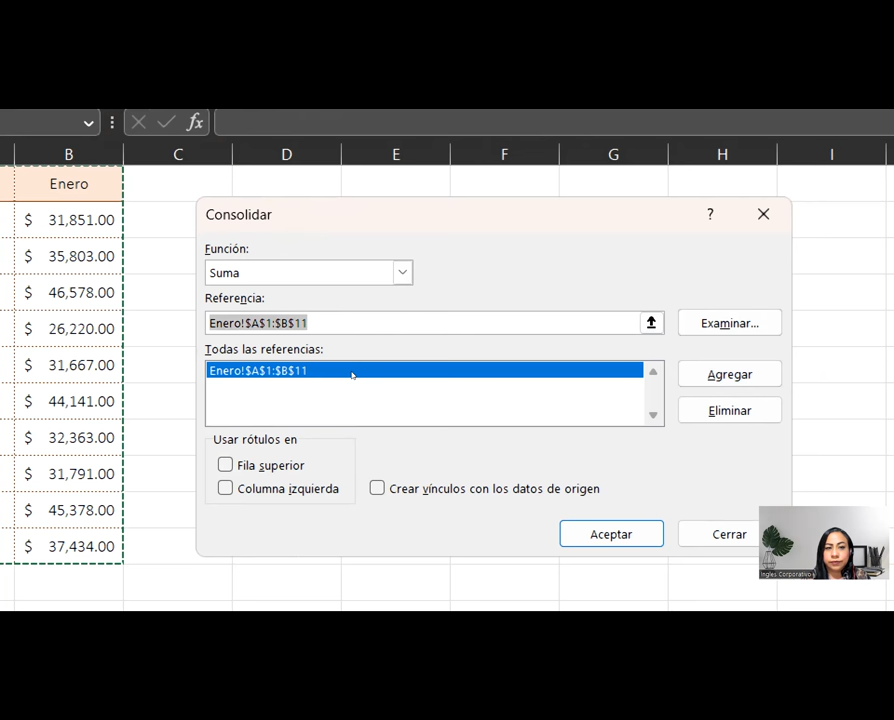 fx
B C D E F G H I
Enero
$ 31,851.00
$ 35,803.00
$ 46,578.00
$ 26,220.00
$ 31,667.00
$ 44,141.00
$ 32,363.00
$ 31,791.00
$ 45,378.00
$ 37,434.00
Consolidar
?
Función:
Suma
Referencia:
Enero!$A$1:$B$11
Examinar...
Todas las referencias:
Enero!$A$1:$B$11
Agregar
Eliminar
Usar rótulos en
Fila superior
Columna izquierda
Crear vínculos con los datos de origen
Aceptar
Cerrar
Ingles Corporativo